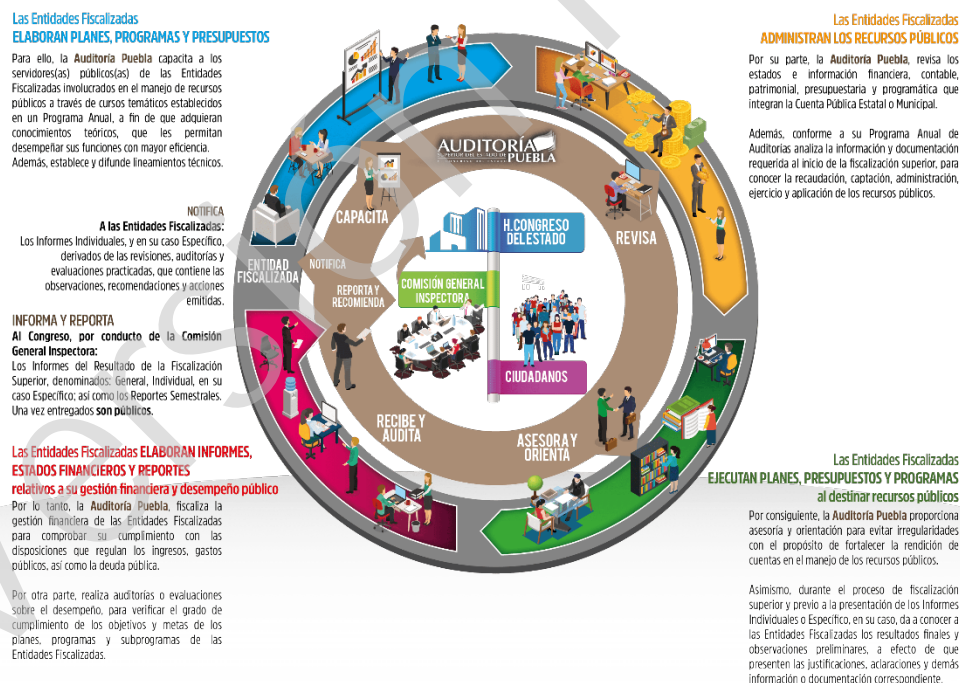 Las Entidades Fiscalizadas
ELABORAN PLANES, PROGRAMAS Y PRESUPUESTOS
Para ello, la Auditoría Puebla capacita a los
servidores(as) públicos(as) de las Entidades
Fiscalizadas involucrados en el manejo de recursos
públicos a través de cursos temáticos establecidos
en un Programa Anual, a fin de que adquieran
conocimientos teóricos, que les permitan
desempeñar sus funciones con mayor eficiencia.
Además, establece y difunde lineamientos técnicos.
NOTIFICA
A las Entidades Fiscalizadas:
Los Informes Individuales, y en su caso Específico,
derivados de las revisiones, auditorías y
evaluaciones practicadas, que contiene las
observaciones, recomendaciones y acciones
emitidas.
INFORMA Y REPORTA
Al Congreso, por conducto de la Comisión
General Inspectora:
Los Informes del Resultado de la Fiscalización
Superior, denominados: General, Individual, en su
caso Específico; así como los Reportes Semestrales.
Una vez entregados son públicos.
Las Entidades Fiscalizadas ELABORAN INFORMES,
ESTADOS FINANCIEROS Y REPORTES
relativos a su gestión financiera y desempeño público
Por lo tanto, la Auditoría Puebla, fiscaliza la
gestión financiera de las Entidades Fiscalizadas
para comprobar su cumplimiento con las
disposiciones que regulan los ingresos, gastos
públicos, así como la deuda pública.
Por otra parte, realiza auditorías o evaluaciones
sobre el desempeño, para verificar el grado de
cumplimiento de los objetivos y metas de los
planes, programas y subprogramas de las
Entidades Fiscalizadas.
AUDITORÍA
SUPERIOR DEL ESTADO DE PUEBLA
CAPACITA
REVISA
H. CONGRESO
DEL ESTADO
ENTIDAD
FISCALIZADA
NOTIFICA
REPORTA Y
RECOMIENDA
COMISIÓN GENERAL
INSPECTORA
CIUDADANOS
RECIBE Y
AUDITA
ASESORA Y
ORIENTA
Las Entidades Fiscalizadas
ADMINISTRAN LOS RECURSOS PÚBLICOS
Por su parte, la Auditoría Puebla, revisa los
estados e información financiera, contable,
patrimonial, presupuestaria y programática que
integran la Cuenta Pública Estatal o Municipal.
Además, conforme a su Programa Anual de
Auditorías analiza la información y documentación
requerida al inicio de la fiscalización superior, para
conocer la recaudación, captación, administración,
ejercicio y aplicación de los recursos públicos.
Las Entidades Fiscalizadas
EJECUTAN PLANES, PRESUPUESTOS Y PROGRAMAS
al destinar recursos públicos
Por consiguiente, la Auditoría Puebla proporciona
asesoría y orientación para evitar irregularidades
con el propósito de fortalecer la rendición de
cuentas en el manejo de los recursos públicos.
Asimismo, durante el proceso de fiscalización
superior y previo a la presentación de los Informes
Individuales o Específico, en su caso, da a conocer a
las Entidades Fiscalizadas los resultados finales y
observaciones preliminares, a efecto de que
presenten las justificaciones, aclaraciones y demás
información o documentación correspondiente.